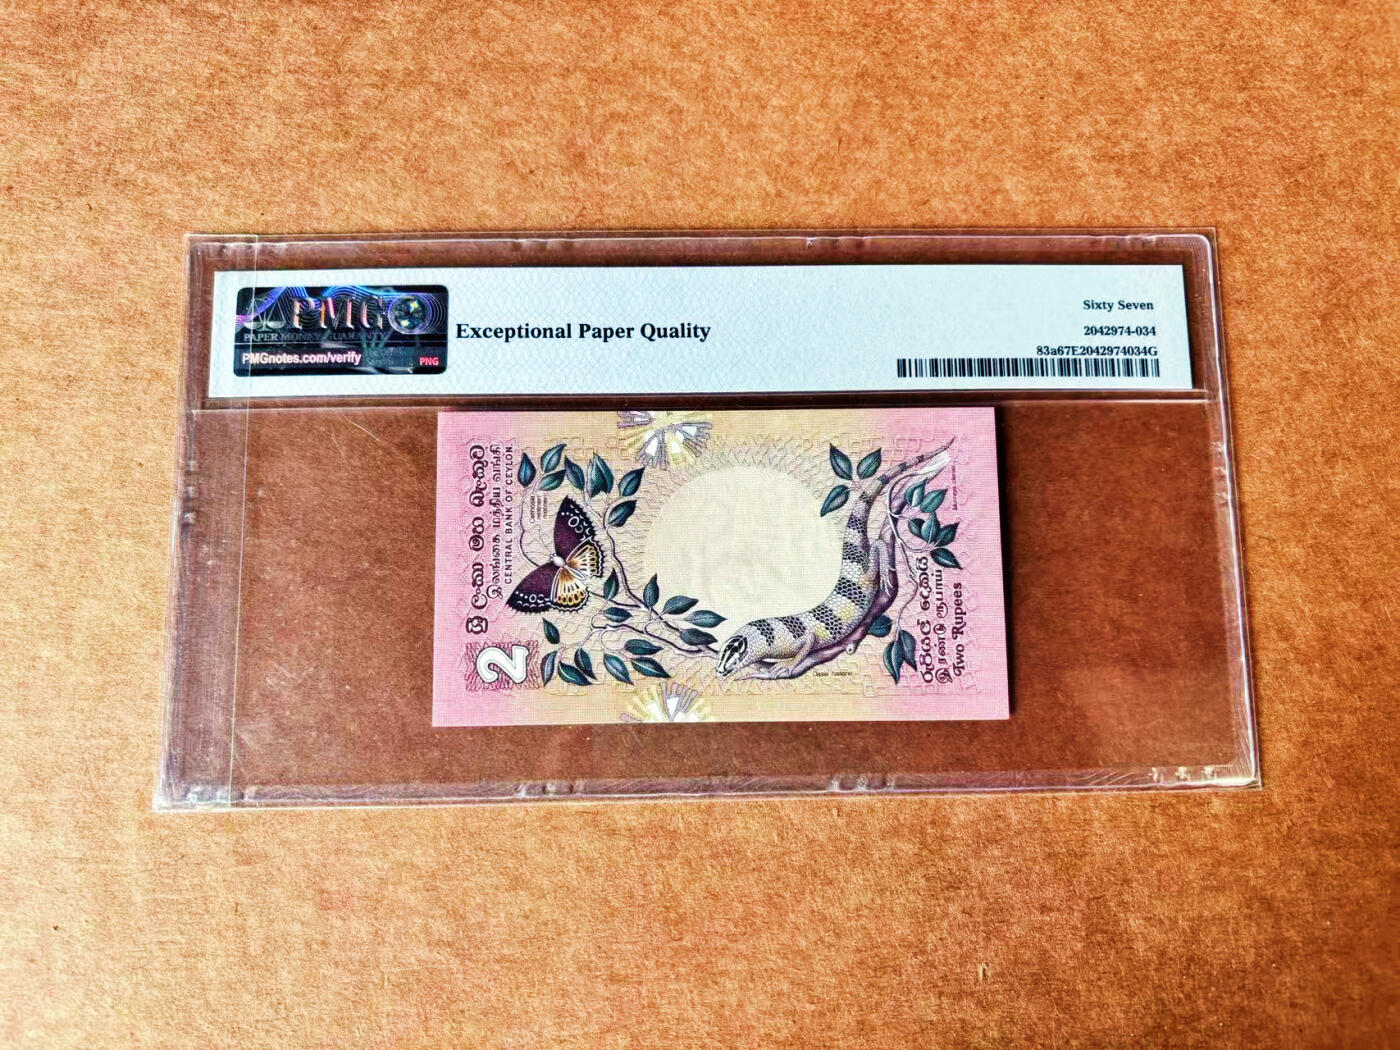 PMG
PAPER MONEY GUARANTY
PMGnotes.com/verify
PNG
Exceptional Paper Quality
Sixty Seven
2042974-034
83a67E2042974034G
ශ්‍රී ලංකා මහ බැංකුව
இலங்கை மத்திய வங்கி
CENTRAL BANK OF CEYLON
2
රුපියල් දෙකයි
இரண்டு ரூபாய்
Two Rupees